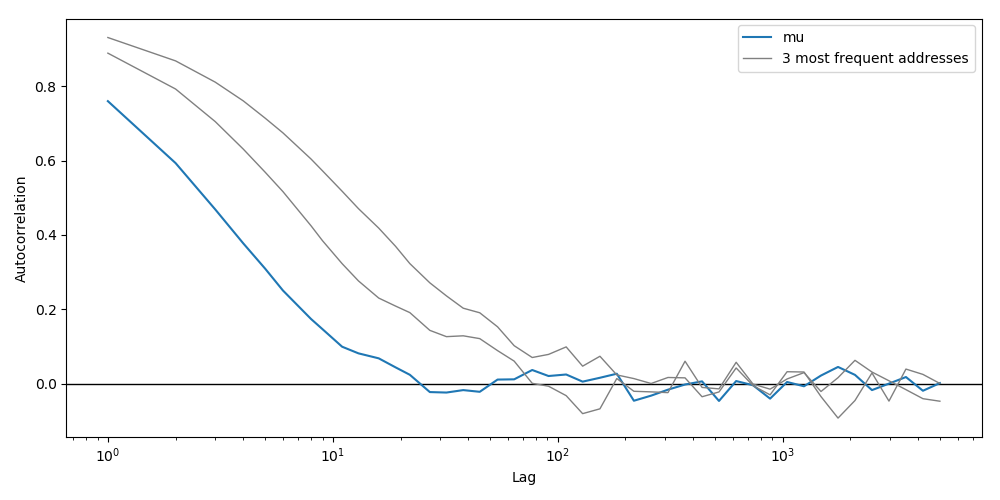 mu
3 most frequent addresses
Autocorrelation
0.8
0.6
0.4
0.2
0.0
10⁰
10¹
10²
10³
Lag